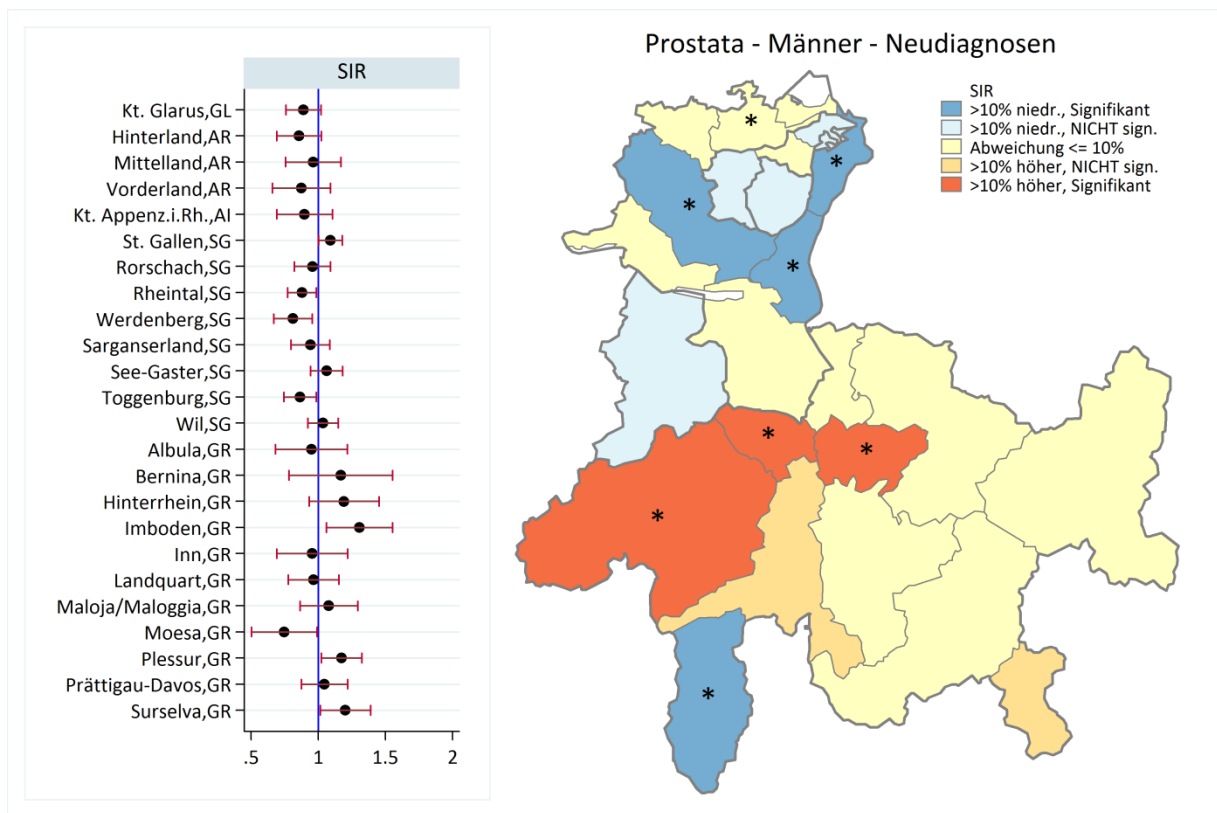 SIR
Kt. Glarus,GL
Hinterland,AR
Mittelland,AR
Vorderland,AR
Kt. Appenz.i.Rh.,AI
St. Gallen,SG
Rorschach,SG
Rheintal,SG
Werdenberg,SG
Sarganserland,SG
See-Gaster,SG
Toggenburg,SG
Wil,SG
Albula,GR
Bernina,GR
Hinterrhein,GR
Imboden,GR
Inn,GR
Landquart,GR
Maloja/Maloggia,GR
Moesa,GR
Plessur,GR
Prättigau-Davos,GR
Surselva,GR
.5 1 1.5 2
Prostata - Männer - Neudiagnosen
SIR
>10% niedr., Signifikant
>10% niedr., NICHT sign.
Abweichung <= 10%
>10% höher, NICHT sign.
>10% höher, Signifikant
*
*
*
*
*
*
*
*